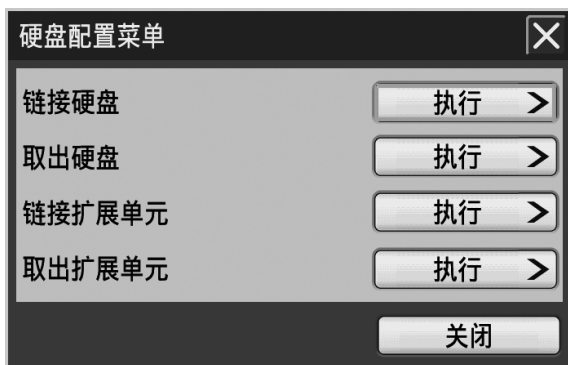 硬盘配置菜单
链接硬盘 执行
取出硬盘 执行
链接扩展单元 执行
取出扩展单元 执行
关闭